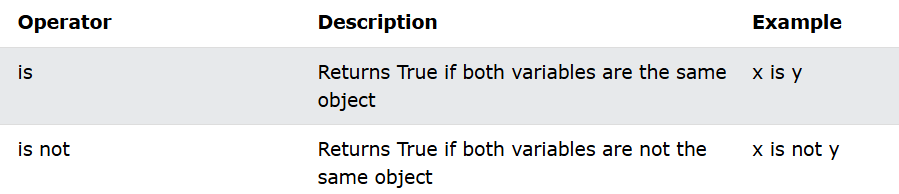 Operator Description Example
is Returns True if both variables are the same x is y
object
is not Returns True if both variables are not the x is not y
same object